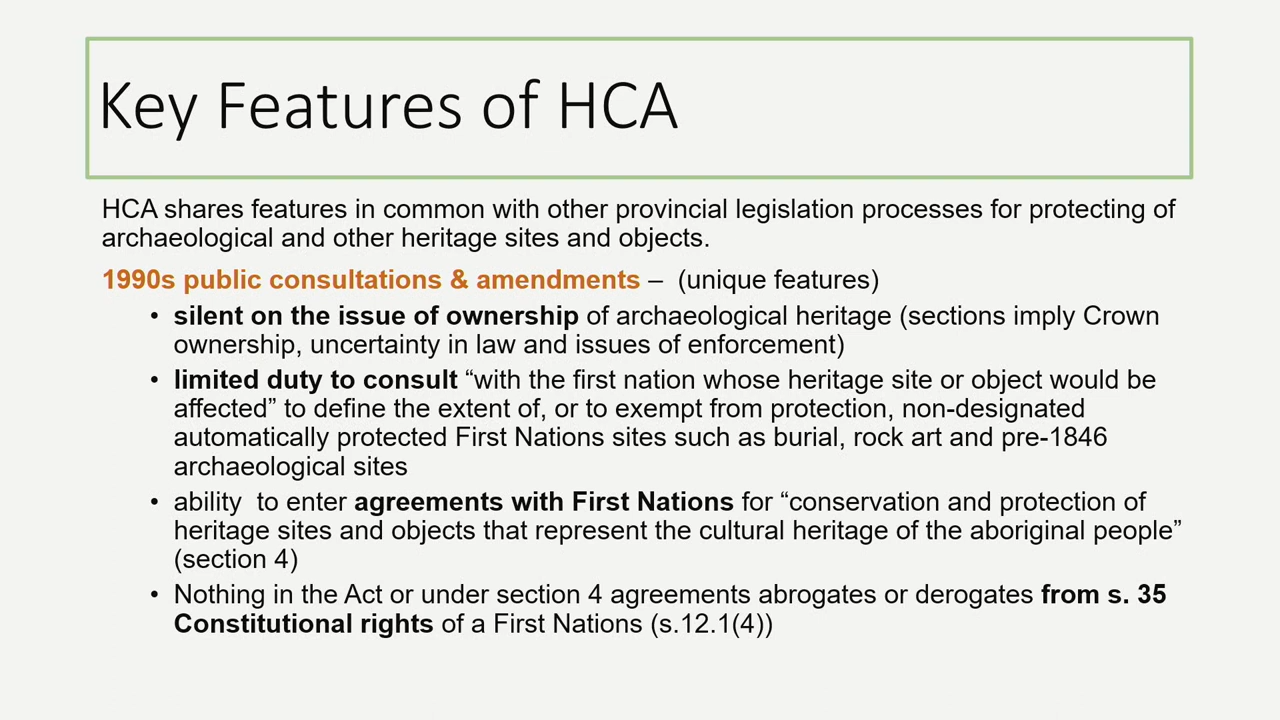 Key Features of HCA
HCA shares features in common with other provincial legislation processes for protecting of
archaeological and other heritage sites and objects.
1990s public consultations & amendments –  (unique features)
• silent on the issue of ownership of archaeological heritage (sections imply Crown
ownership, uncertainty in law and issues of enforcement)
• limited duty to consult “with the first nation whose heritage site or object would be
affected” to define the extent of, or to exempt from protection, non-designated
automatically protected First Nations sites such as burial, rock art and pre-1846
archaeological sites
• ability  to enter agreements with First Nations for “conservation and protection of
heritage sites and objects that represent the cultural heritage of the aboriginal people”
(section 4)
• Nothing in the Act or under section 4 agreements abrogates or derogates from s. 35
Constitutional rights of a First Nations (s.12.1(4))